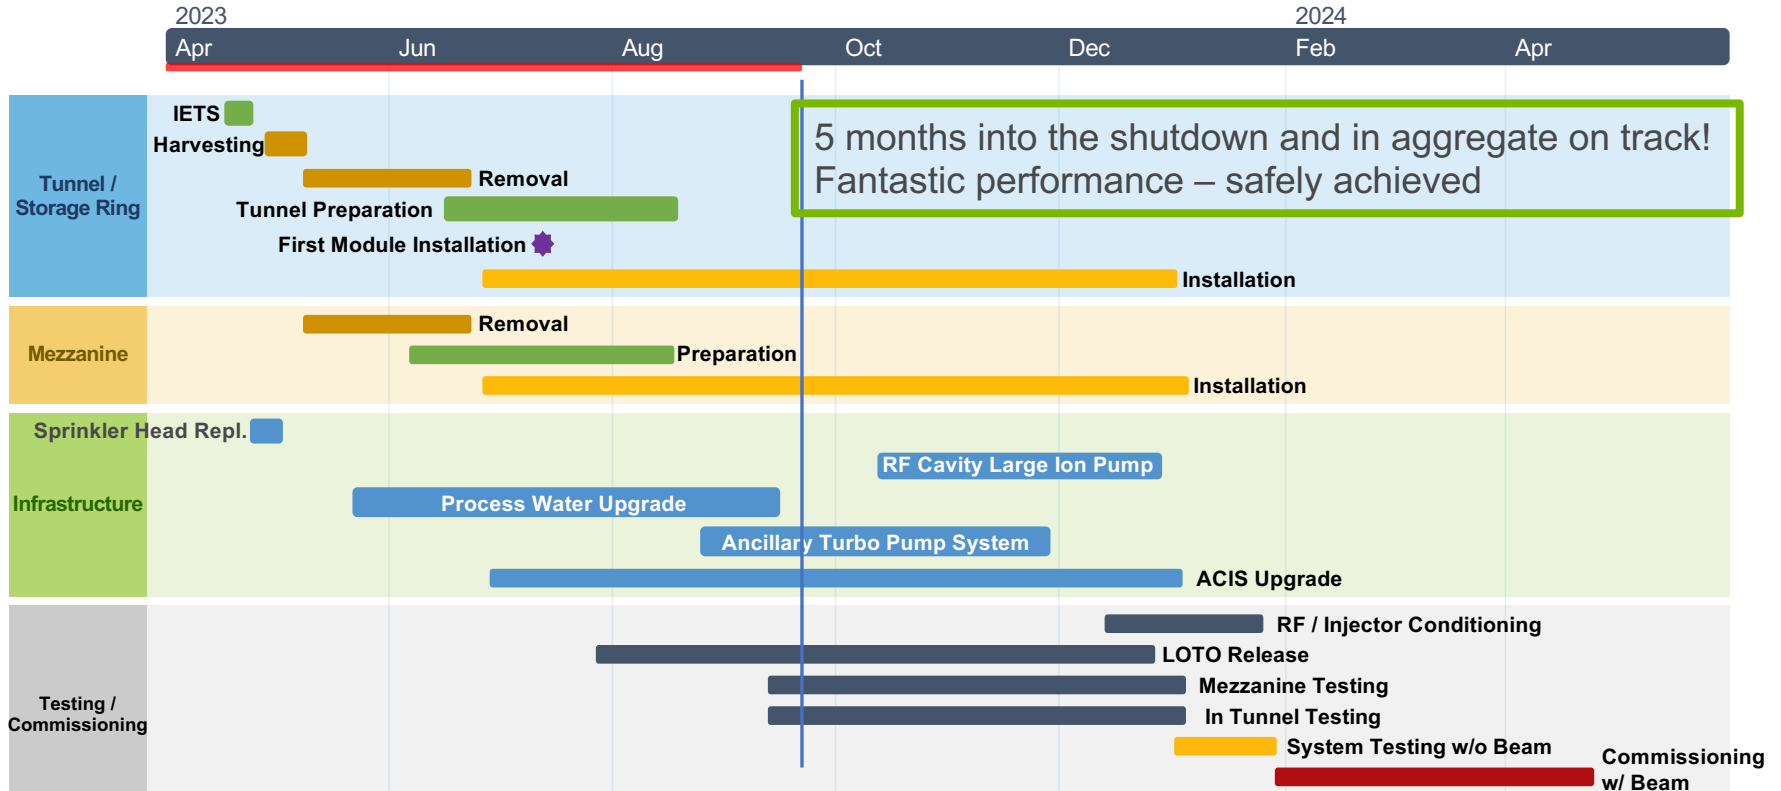 2023
2024
Apr
Jun
Aug
Oct
Dec
Feb
Apr
Tunnel /
Storage Ring
IETS
Harvesting
Removal
Tunnel Preparation
First Module Installation
Installation
5 months into the shutdown and in aggregate on track!
Fantastic performance – safely achieved
Mezzanine
Removal
Preparation
Installation
Infrastructure
Sprinkler Head Repl.
RF Cavity Large Ion Pump
Process Water Upgrade
Ancillary Turbo Pump System
ACIS Upgrade
Testing /
Commissioning
RF / Injector Conditioning
LOTO Release
Mezzanine Testing
In Tunnel Testing
System Testing w/o Beam
Commissioning
w/ Beam